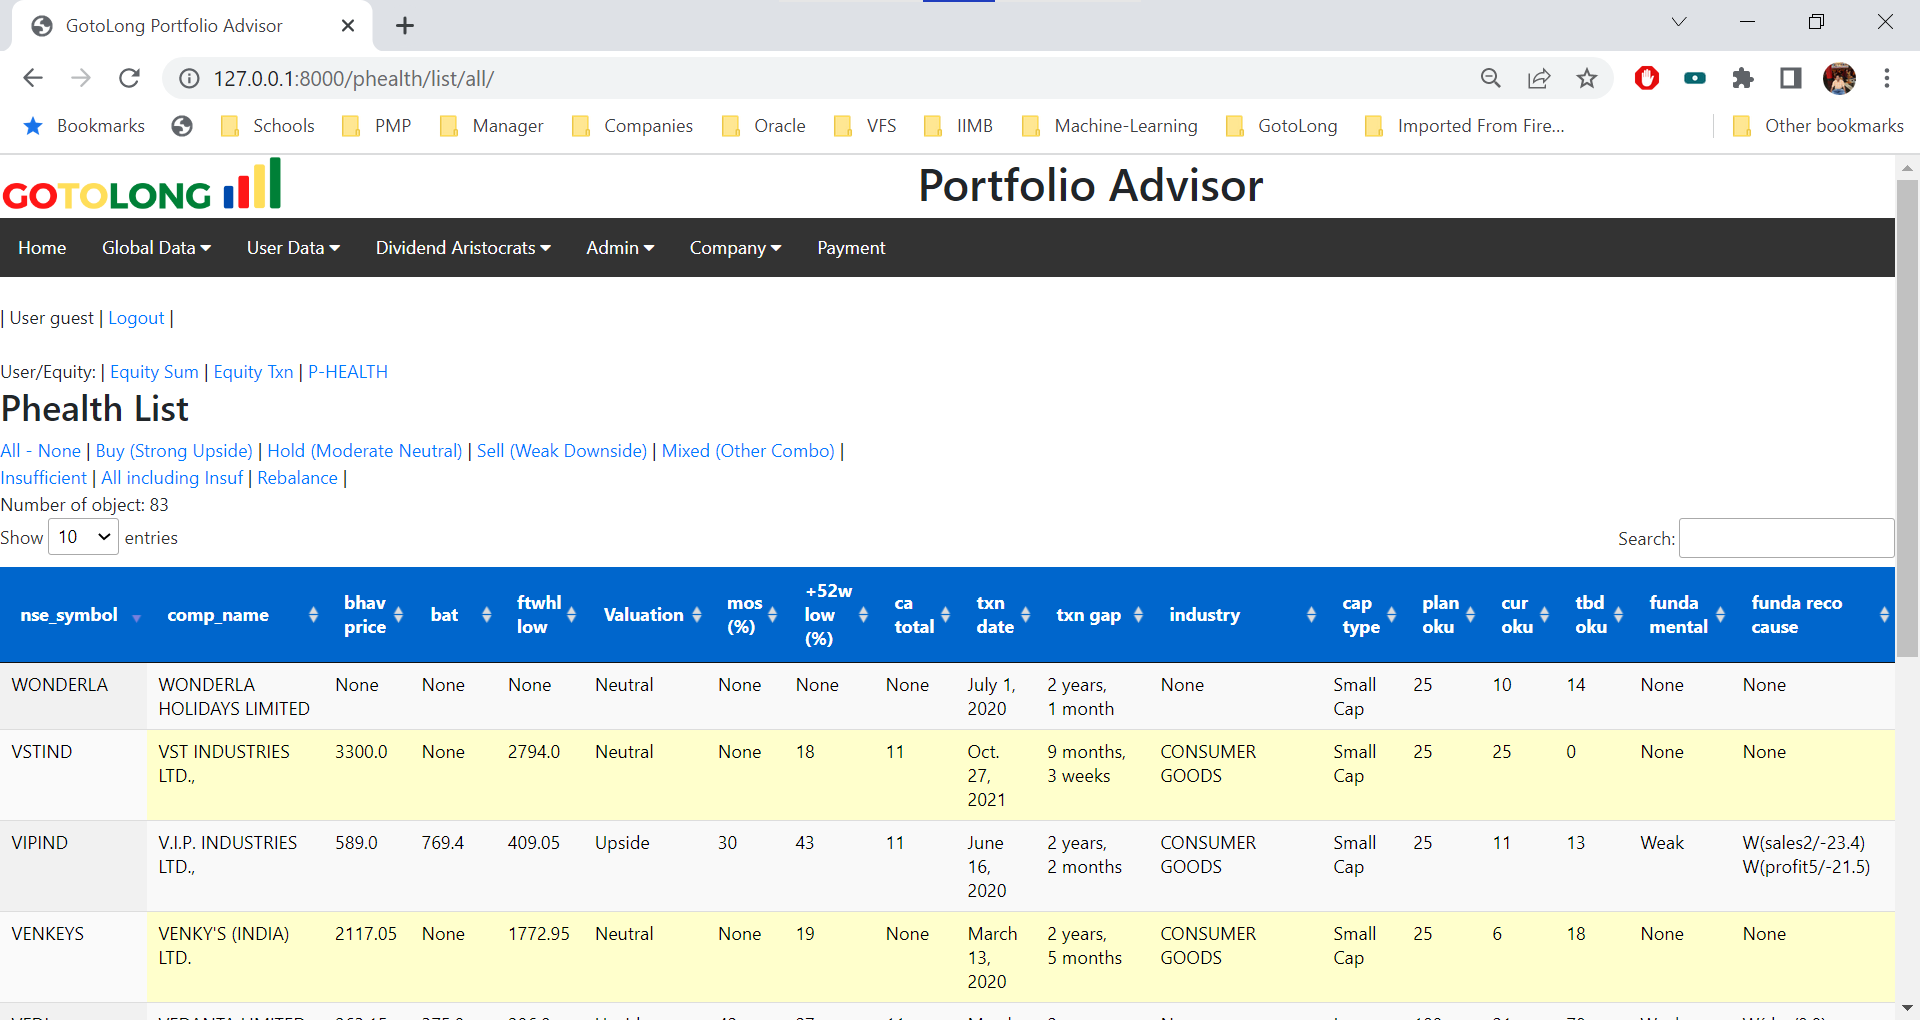 GotoLong Portfolio Advisor
127.0.0.1:8000/phealth/list/all/
Bookmarks Schools PMP Manager Companies Oracle VFS IIMB Machine-Learning GotoLong Imported From Fire... Other bookmarks
GOTOLONG
Portfolio Advisor
Home Global Data User Data Dividend Aristocrats Admin Company Payment
| User guest | Logout |
User/Equity: | Equity Sum | Equity Txn | P-HEALTH
Phealth List
All - None | Buy (Strong Upside) | Hold (Moderate Neutral) | Sell (Weak Downside) | Mixed (Other Combo) |
Insufficient | All including Insuf | Rebalance |
Number of object: 83
Show 10 entries Search:
nse_symbol comp_name bhav price bat ftwhl low Valuation mos (%) +52w low (%) ca total txn date txn gap industry cap type plan oku cur oku tbd oku funda mental funda reco cause
WONDERLA WONDERLA HOLIDAYS LIMITED None None None Neutral None None None July 1, 2020 2 years, 1 month None Small Cap 25 10 14 None None
VSTIND VST INDUSTRIES LTD., 3300.0 None 2794.0 Neutral None 18 11 Oct. 27, 2021 9 months, 3 weeks CONSUMER GOODS Small Cap 25 25 0 None None
VIPIND V.I.P. INDUSTRIES LTD., 589.0 769.4 409.05 Upside 30 43 11 June 16, 2020 2 years, 2 months CONSUMER GOODS Small Cap 25 11 13 Weak W(sales2/-23.4) W(profit5/-21.5)
VENKEYS VENKY'S (INDIA) LTD. 2117.05 None 1772.95 Neutral None 19 None March 13, 2020 2 years, 5 months CONSUMER GOODS Small Cap 25 6 18 None None
VEDANTA LIMITED